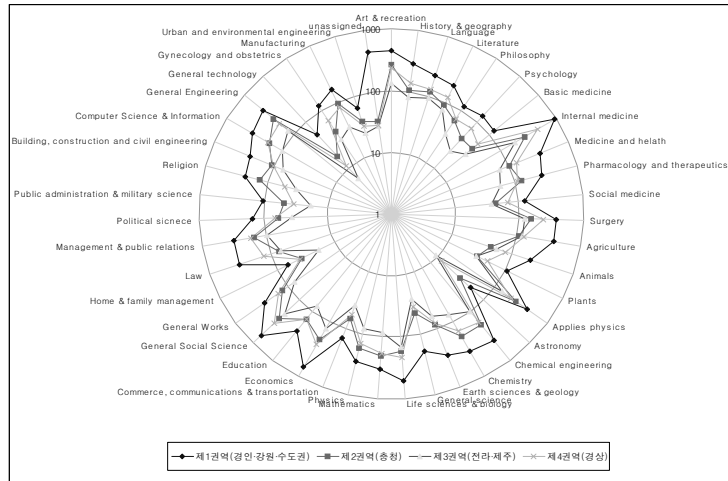 Art & recreation
History & geography
Language
Literature
Philosophy
Psychology
Basic medicine
Internal medicine
Medicine and helath
Pharmacology and therapeutics
Social medicine
Surgery
Agriculture
Animals
Plants
Applies physics
Astronomy
Chemical engineering
Chemistry
Earth sciences & geology
General science
Life sciences & biology
Mathematics
Physics
Commerce, communications & transportation
Economics
Education
General Social Science
General Works
Home & family management
Law
Management & public relations
Political sicnece
Public administration & military science
Religion
Building, construction and civil engineering
Computer Science & Information
General Engineering
General technology
Gynecology and obstetrics
Manufacturing
Urban and environmental engineering
unassigned
1000
100
10
1
제1권역(경인·강원·수도권)
제2권역(충청)
제3권역(전라·제주)
제4권역(경상)